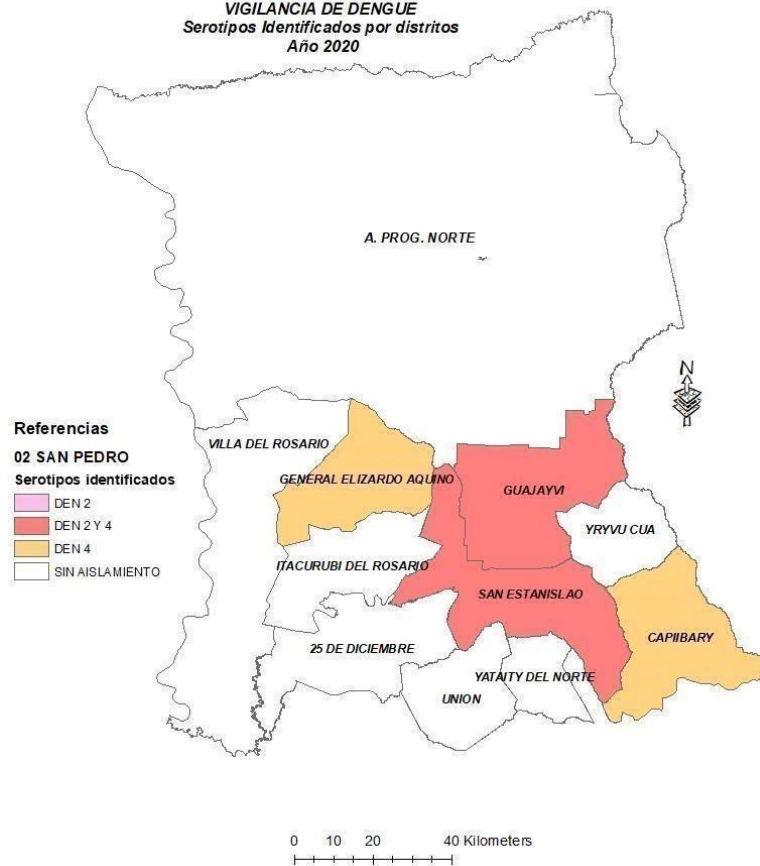 VIGILANCIA DE DENGUE
Serotipos Identificados por distritos
Año 2020
A. PROG. NORTE
N
Referencias
02 SAN PEDRO
Serotipos identificados
DEN 2
DEN 2 Y 4
DEN 4
SIN AISLAMIENTO
VILLA DEL ROSARIO
GENERAL ELIZARDO AQUINO
GUAJAYVI
YRYVU CUA
ITACURUBI DEL ROSARIO
SAN ESTANISLAO
CAPIIBARY
25 DE DICIEMBRE
YATAITY DEL NORTE
UNION
0 10 20 40 Kilometers